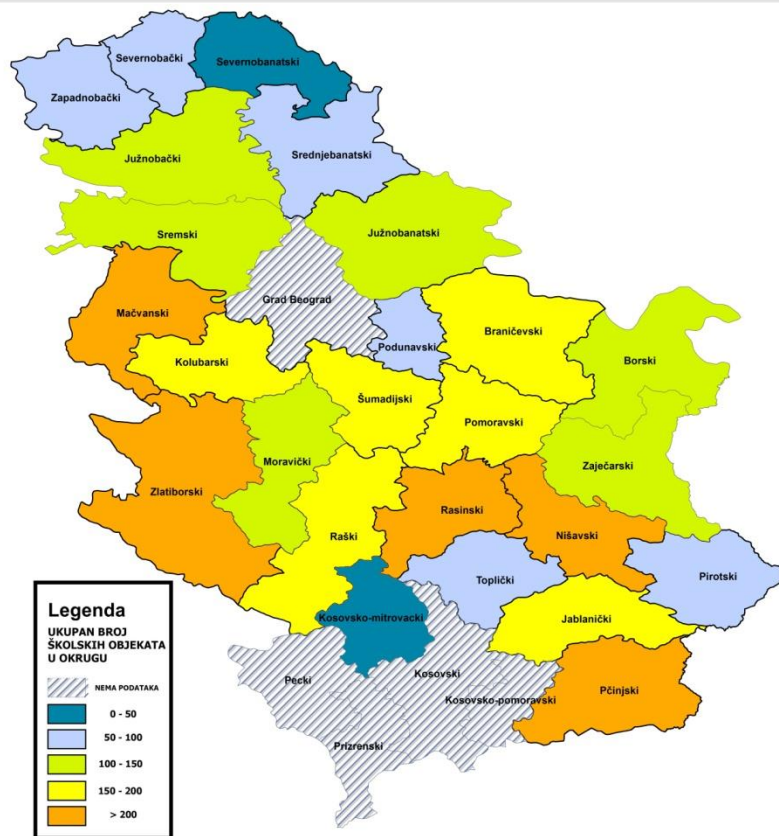 Severnobački
Severnobanatski
Zapadnobački
Južnobački
Srednjebanatski
Sremski
Južnobanatski
Grad Beograd
Mačvanski
Braničevski
Podunavski
Kolubarski
Borski
Šumadijski
Pomoravski
Moravički
Zaječarski
Zlatiborski
Rasinski
Raški
Nišavski
Toplički
Pirotski
Kosovsko-mitrovacki
Jablanički
Pecki
Kosovski
Kosovsko-pomoravski
Pčinjski
Prizrenski
Legenda
UKUPAN BROJ
ŠKOLSKIH OBJEKATA
U OKRUGU
NEMA PODATAKA
0 - 50
50 - 100
100 - 150
150 - 200
> 200